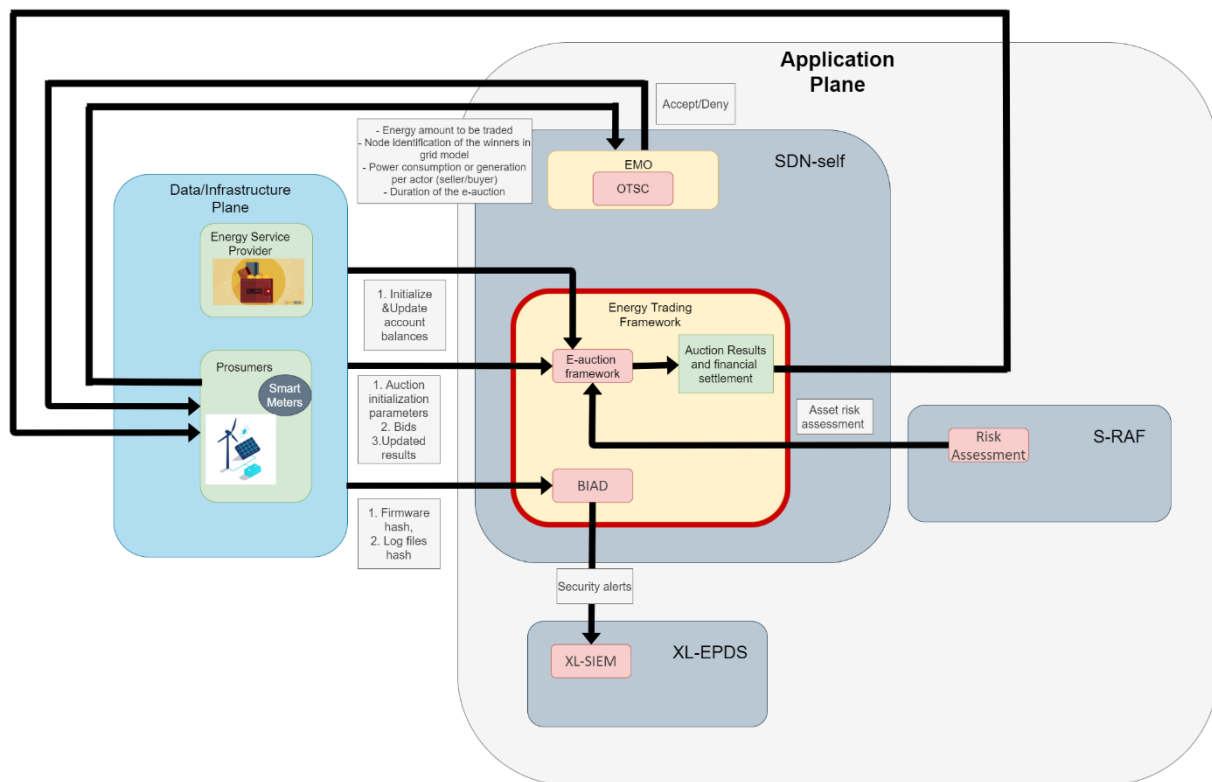 Application
Plane
Accept/Deny
- Energy amount to be traded
- Node identification of the winners in
grid model
- Power consumption or generation
per actor (seller/buyer)
- Duration of the e-auction
SDN-self
EMO
OTSC
Data/Infrastructure
Plane
Energy Service
Provider
1. Initialize
&Update
account
balances
Energy Trading
Framework
E-auction
framework
Auction Results
and financial
settlement
Prosumers
Smart
Meters
1. Auction
initialization
parameters
2. Bids
3.Updated
results
Asset risk
assessment
S-RAF
Risk
Assessment
BIAD
1. Firmware
hash,
2. Log files
hash
Security alerts
XL-EPDS
XL-SIEM